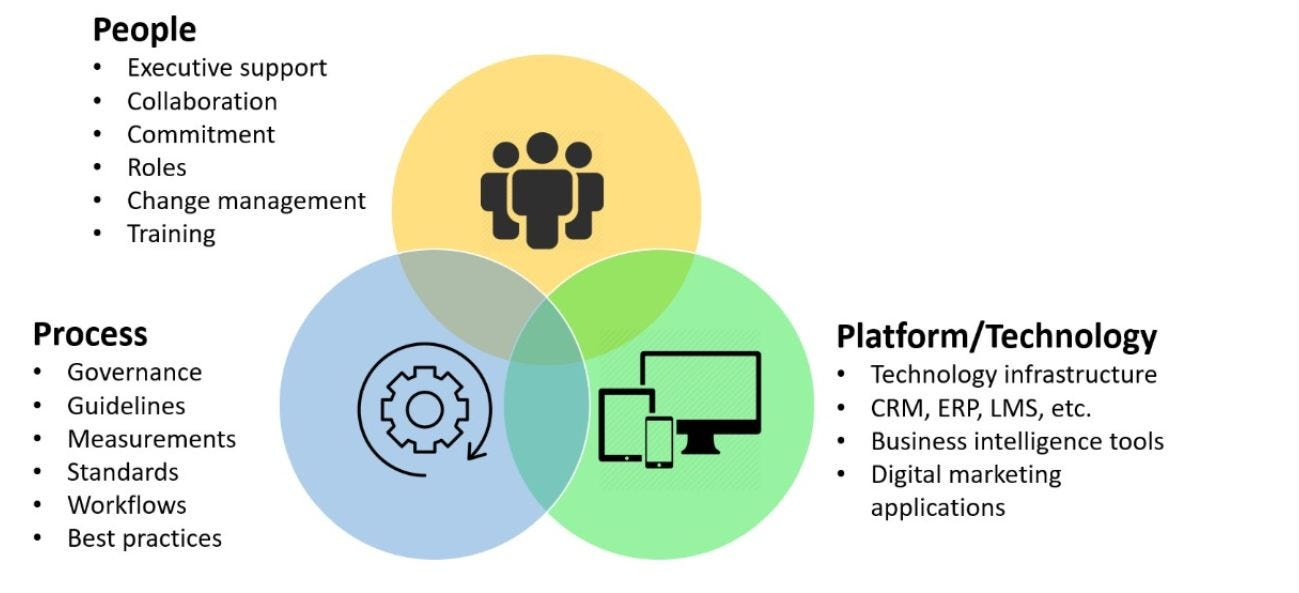 People
• Executive support
• Collaboration
• Commitment
• Roles
• Change management
• Training
Process
• Governance
• Guidelines
• Measurements
• Standards
• Workflows
• Best practices
Platform/Technology
• Technology infrastructure
• CRM, ERP, LMS, etc.
• Business intelligence tools
• Digital marketing
applications